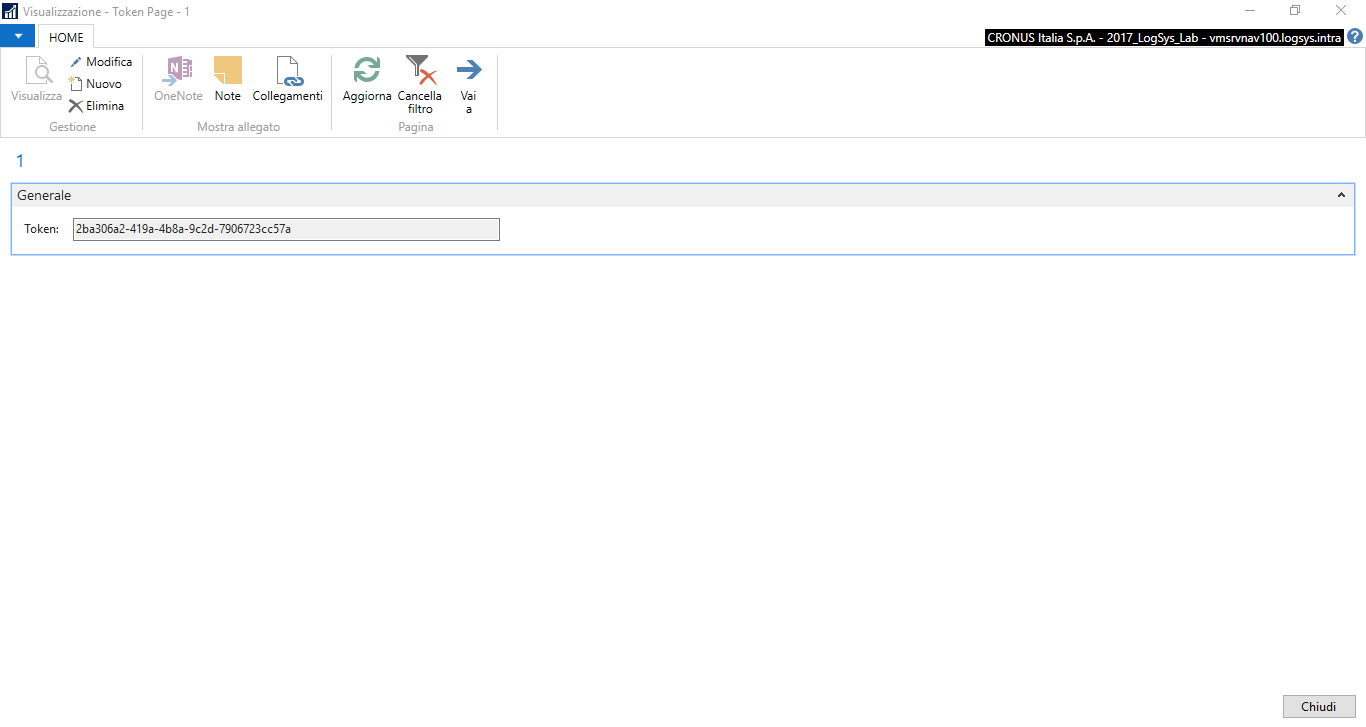 Visualizzazione - Token Page - 1
HOME
CRONUS Italia S.p.A. - 2017_LogSys_Lab - vmsrvnav100.logsys.intra
?
Visualizza
Modifica
Nuovo
Elimina
Gestione
N
OneNote
Note
Collegamenti
Mostra allegato
Aggiorna
Cancella
filtro
Vai
a
Pagina
1
Generale
Token: 2ba306a2-419a-4b8a-9c2d-7906723cc57a
Chiudi